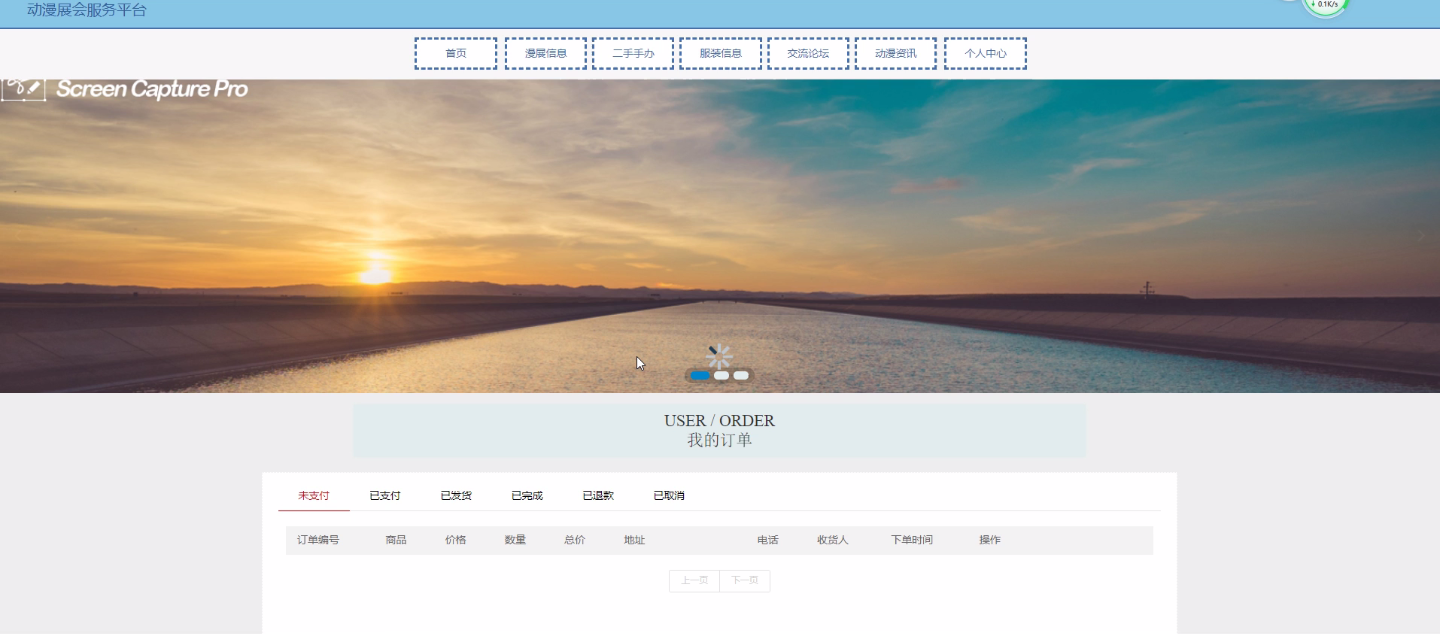 动漫展会服务平台
↓ 0.1K/s
首页 漫展信息 二手手办 服装信息 交流论坛 动漫资讯 个人中心
Screen Capture Pro
USER / ORDER
我的订单
未支付 已支付 已发货 已完成 已退款 已取消
订单编号 商品 价格 数量 总价 地址 电话 收货人 下单时间 操作
上一页 下一页